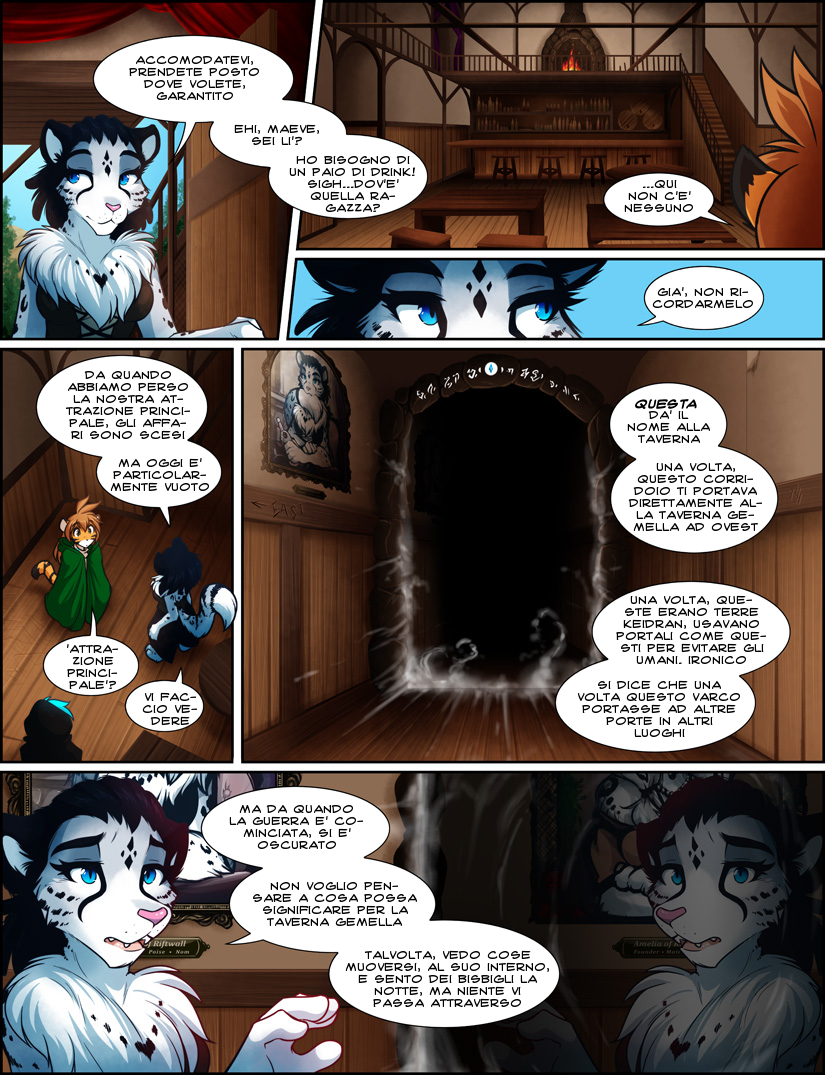 ACCOMODATEVI,
PRENDETE POSTO
DOVE VOLETE,
GARANTITO
EHI, MAEVE,
SEI LI'?
HO BISOGNO DI
UN PAIO DI DRINK!
SIGH...DOV'E'
QUELLA RA-
GAZZA?
...QUI
NON C'E'
NESSUNO
GIA', NON RI-
CORDARMELO
DA QUANDO
ABBIAMO PERSO
LA NOSTRA AT-
TRAZIONE PRINCI-
PALE, GLI AFFA-
RI SONO SCESI
MA OGGI E'
PARTICOLAR-
MENTE VUOTO
'ATTRA-
ZIONE
PRINCI-
PALE'?
VI FAC-
CIO VE-
DERE
EAST
QUESTA
DA' IL
NOME ALLA
TAVERNA
UNA VOLTA,
QUESTO CORRI-
DOIO TI PORTAVA
DIRETTAMENTE AL-
LA TAVERNA GE-
MELLA AD OVEST
UNA VOLTA, QUE-
STE ERANO TERRE
KEIDRAN, USAVANO
PORTALI COME QUE-
STI PER EVITARE GLI
UMANI. IRONICO
SI DICE CHE UNA
VOLTA QUESTO VARCO
PORTASSE AD ALTRE
PORTE IN ALTRI
LUOGHI
MA DA QUANDO
LA GUERRA E' CO-
MINCIATA, SI E'
OSCURATO
NON VOGLIO PEN-
SARE A COSA POSSA
SIGNIFICARE PER LA
TAVERNA GEMELLA
TALVOLTA, VEDO COSE
MUOVERSI, AL SUO INTERNO,
E SENTO DEI BISBIGLI LA
NOTTE, MA NIENTE VI
PASSA ATTRAVERSO
f Riftwall
Poise • Nom
Amelia of
Founder •